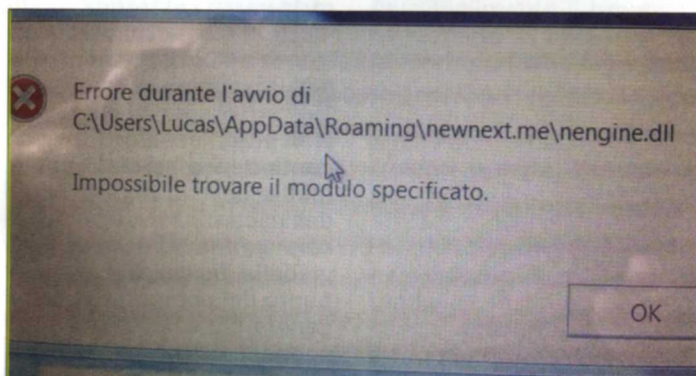 Errore durante l'avvio di
C:\Users\Lucas\AppData\Roaming\newnext.me\nengine.dll
Impossibile trovare il modulo specificato.
OK